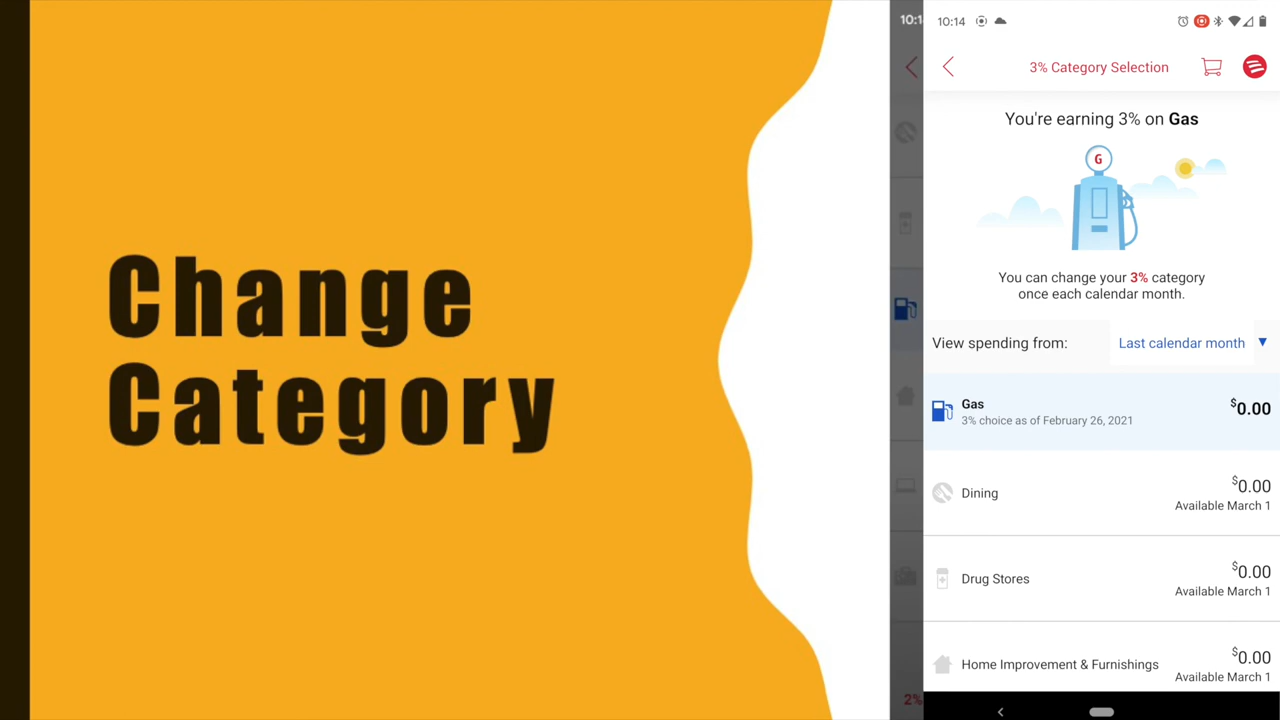 Change
Category
10:1
10:14
3% Category Selection
You're earning 3% on Gas
G
You can change your 3% category
once each calendar month.
View spending from:
Last calendar month
Gas
$0.00
3% choice as of February 26, 2021
Dining
$0.00
Available March 1
Drug Stores
$0.00
Available March 1
Home Improvement & Furnishings
$0.00
Available March 1
2%